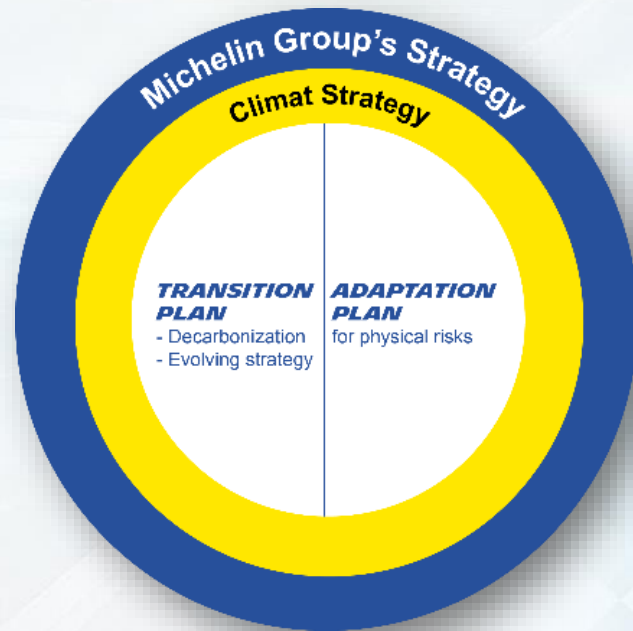 Michelin Group's Strategy
Climat Strategy
TRANSITION
PLAN
- Decarbonization
- Evolving strategy
ADAPTATION
PLAN
for physical risks